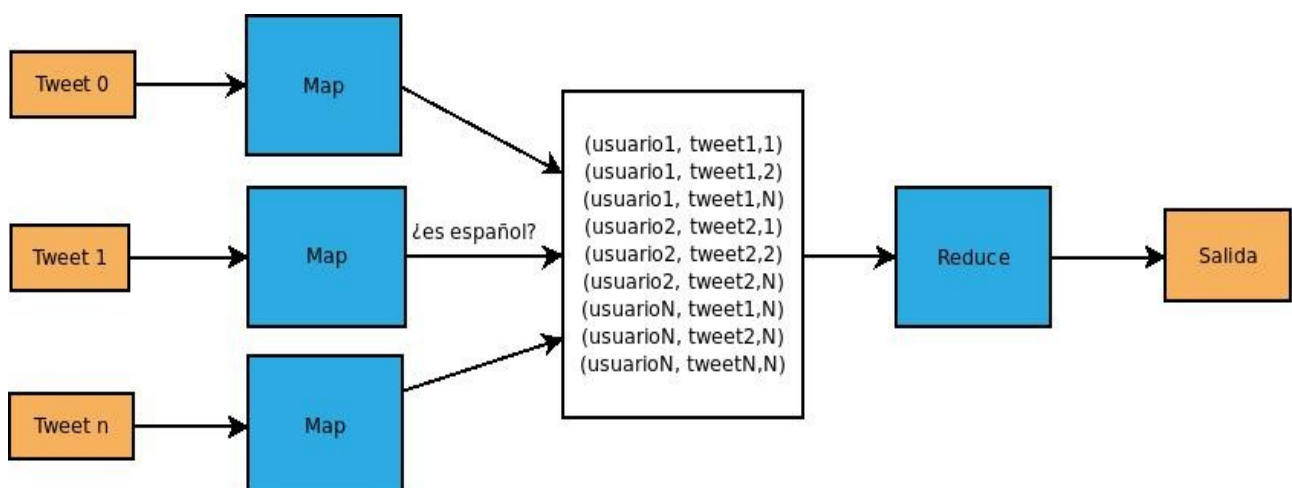 Tweet 0
Map
Tweet 1
Map
¿es español?
Tweet n
Map
(usuario1, tweet1,1)
(usuario1, tweet1,2)
(usuario1, tweet1,N)
(usuario2, tweet2,1)
(usuario2, tweet2,2)
(usuario2, tweet2,N)
(usuarioN, tweet1,N)
(usuarioN, tweet2,N)
(usuarioN, tweetN,N)
Reduce
Salida